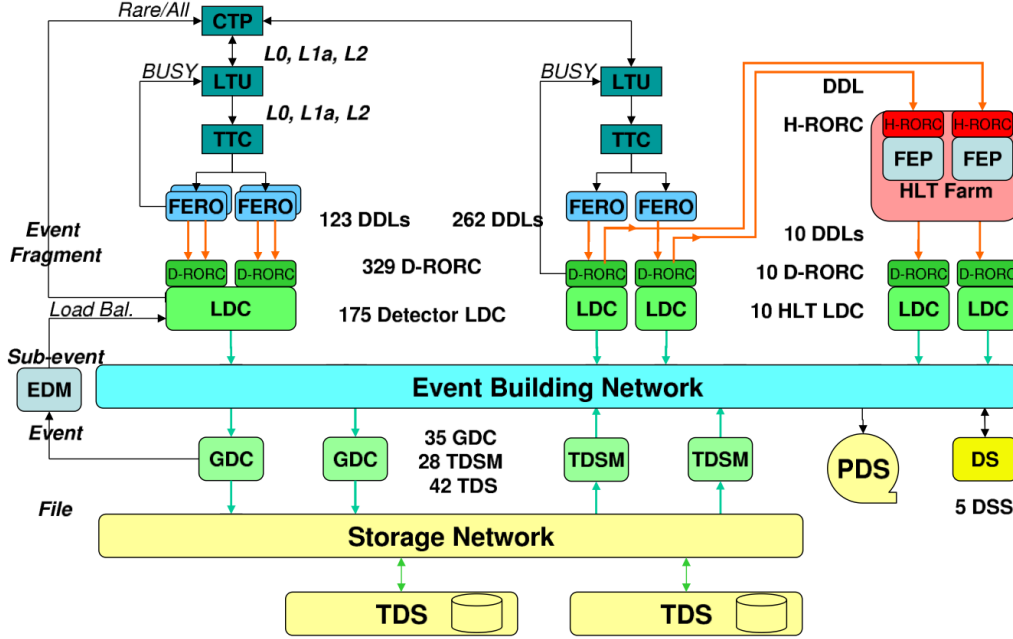 Rare/All
CTP
L0, L1a, L2
BUSY
LTU
BUSY
LTU
DDL
L0, L1a, L2
H-RORC
H-RORC
H-RORC
TTC
TTC
FEP
FEP
HLT Farm
FERO
FERO
123 DDLs
262 DDLs
FERO
FERO
Event
Fragment
10 DDLs
D-RORC
D-RORC
329 D-RORC
D-RORC
D-RORC
10 D-RORC
D-RORC
D-RORC
Load Bal.
LDC
175 Detector LDC
LDC
LDC
10 HLT LDC
LDC
LDC
Sub-event
EDM
Event Building Network
Event
35 GDC
GDC
GDC
28 TDSM
TDSM
TDSM
PDS
DS
42 TDS
File
5 DSS
Storage Network
TDS
TDS